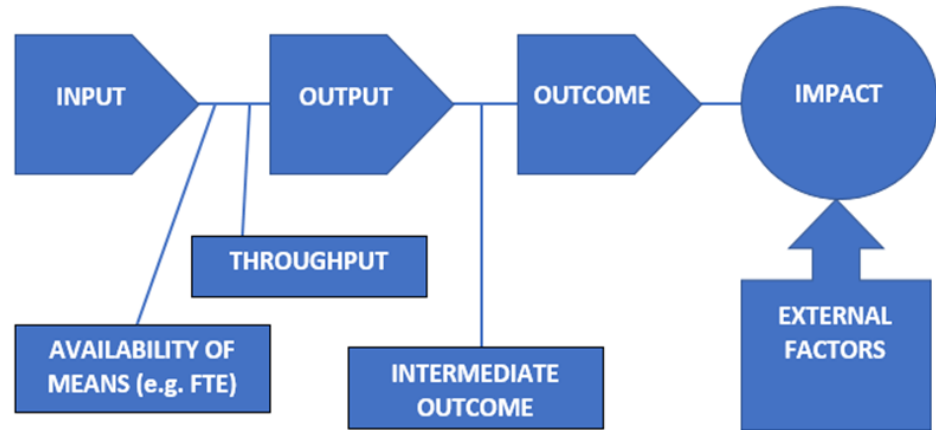 INPUT
OUTPUT
OUTCOME
IMPACT
THROUGHPUT
AVAILABILITY OF
MEANS (e.g. FTE)
INTERMEDIATE
OUTCOME
EXTERNAL
FACTORS